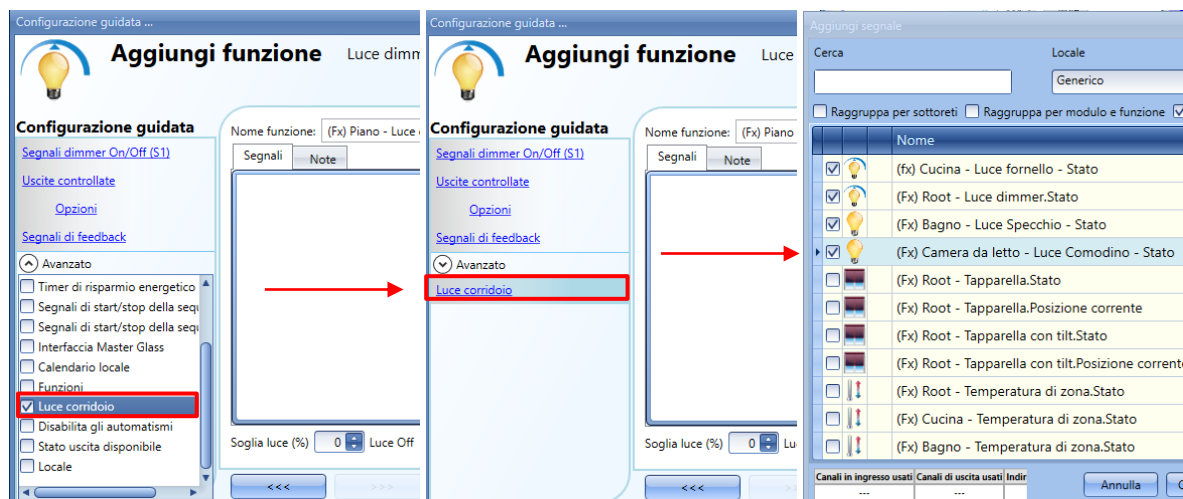 Configurazione guidata ...
Aggiungi funzione Luce dimm
Configurazione guidata
Segnali dimmer On/Off (S1)
Uscite controllate
Opzioni
Segnali di feedback
Avanzato
Timer di risparmio energetico
Segnali di start/stop della sequ
Segnali di start/stop della sequ
Interfaccia Master Glass
Calendario locale
Funzioni
Luce corridoio
Disabilita gli automatismi
Stato uscita disponibile
Locale
Nome funzione: (Fx) Piano - Luce
Segnali Note
Soglia luce (%) 0 Luce Off
<<< >>>
Configurazione guidata ...
Aggiungi funzione Luce
Configurazione guidata
Segnali dimmer On/Off (S1)
Uscite controllate
Opzioni
Segnali di feedback
Avanzato
Luce corridoio
Nome funzione: (Fx) Piano
Segnali Note
Soglia luce (%) 0 Lu
<<<
Aggiungi segnale
Cerca Locale
Generico
Raggruppa per sottoreti Raggruppa per modulo e funzione
Nome
(fx) Cucina - Luce fornello - Stato
(Fx) Root - Luce dimmer.Stato
(Fx) Bagno - Luce Specchio - Stato
(Fx) Camera da letto - Luce Comodino - Stato
(Fx) Root - Tapparella.Stato
(Fx) Root - Tapparella.Posizione corrente
(Fx) Root - Tapparella con tilt.Stato
(Fx) Root - Tapparella con tilt.Posizione corrente
(Fx) Root - Temperatura di zona.Stato
(Fx) Cucina - Temperatura di zona.Stato
(Fx) Bagno - Temperatura di zona.Stato
Canali in ingresso usati Canali di uscita usati Indir
--- ---
Annulla